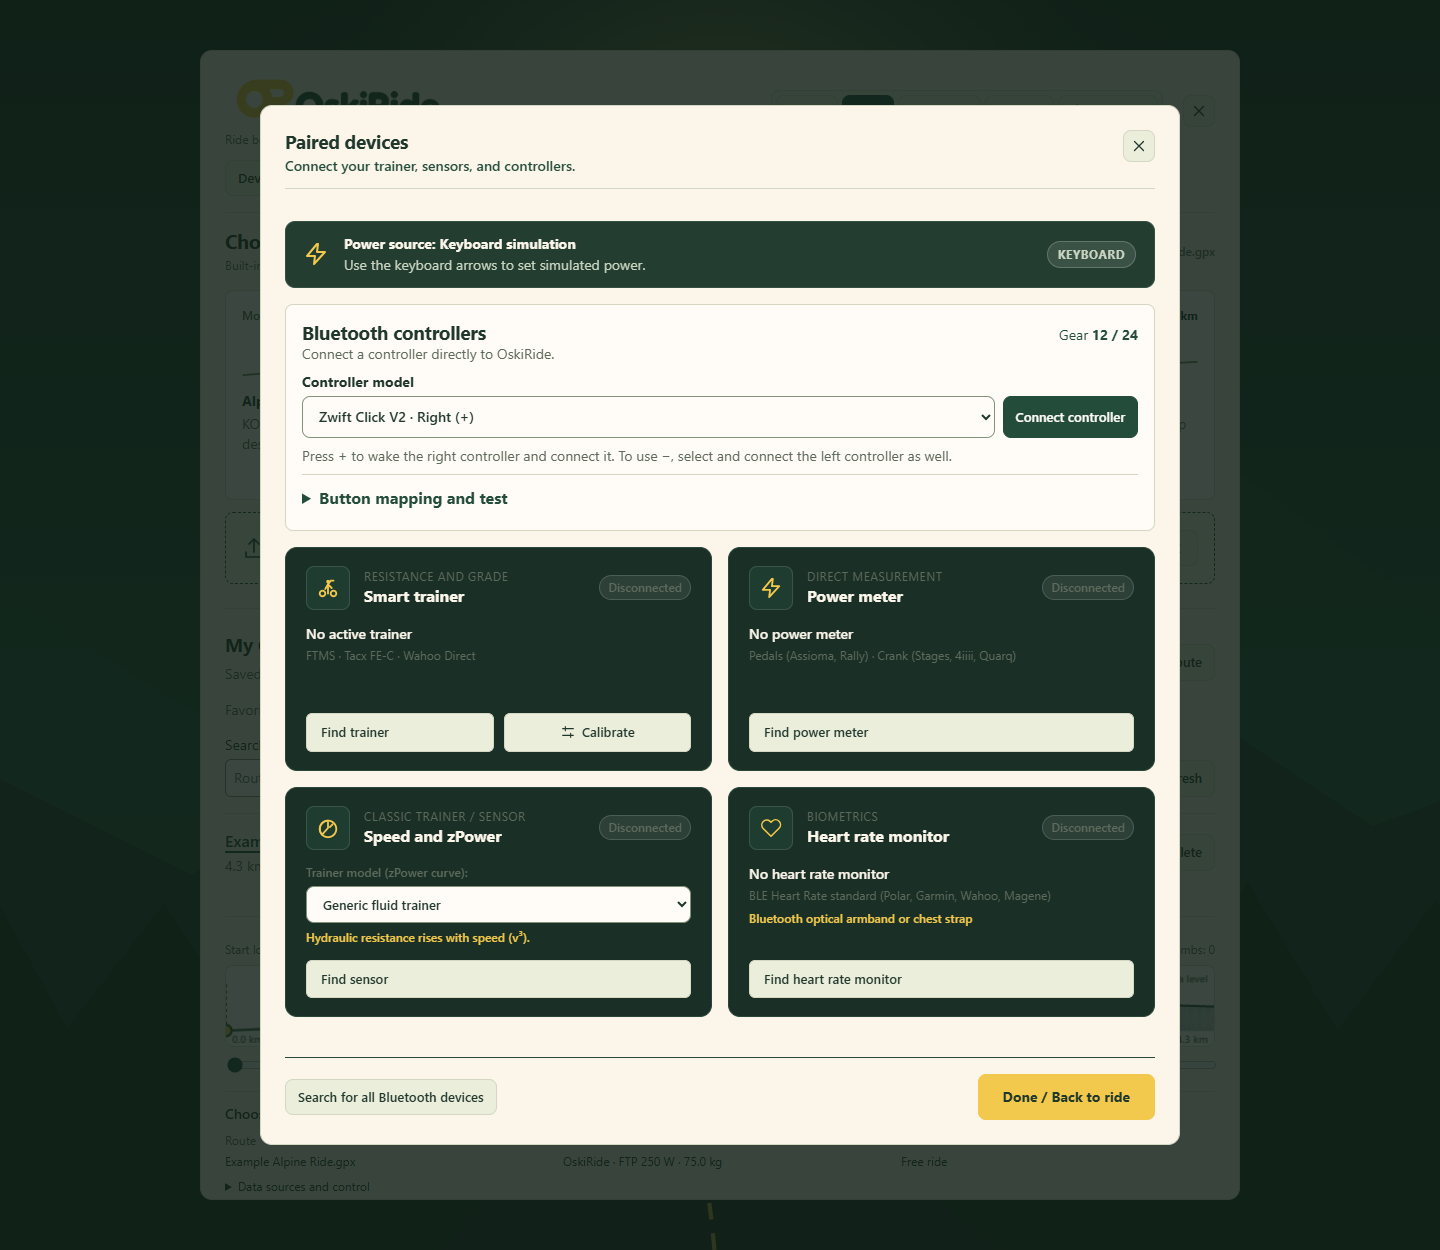 OskiRide
Paired devices
Connect your trainer, sensors, and controllers.
Power source: Keyboard simulation
Use the keyboard arrows to set simulated power.
KEYBOARD
Bluetooth controllers
Gear 12 / 24
Connect a controller directly to OskiRide.
Controller model
Zwift Click V2 · Right (+)
Connect controller
Press + to wake the right controller and connect it. To use −, select and connect the left controller as well.
Button mapping and test
RESISTANCE AND GRADE
Smart trainer
Disconnected
No active trainer
FTMS · Tacx FE-C · Wahoo Direct
Find trainer
Calibrate
DIRECT MEASUREMENT
Power meter
Disconnected
No power meter
Pedals (Assioma, Rally) · Crank (Stages, 4iiii, Quarq)
Find power meter
CLASSIC TRAINER / SENSOR
Speed and zPower
Disconnected
Trainer model (zPower curve):
Generic fluid trainer
Hydraulic resistance rises with speed (v³).
Find sensor
BIOMETRICS
Heart rate monitor
Disconnected
No heart rate monitor
BLE Heart Rate standard (Polar, Garmin, Wahoo, Magene)
Bluetooth optical armband or chest strap
Find heart rate monitor
Search for all Bluetooth devices
Done / Back to ride
Route
Example Alpine Ride.gpx
OskiRide · FTP 250 W · 75.0 kg
Free ride
Data sources and control